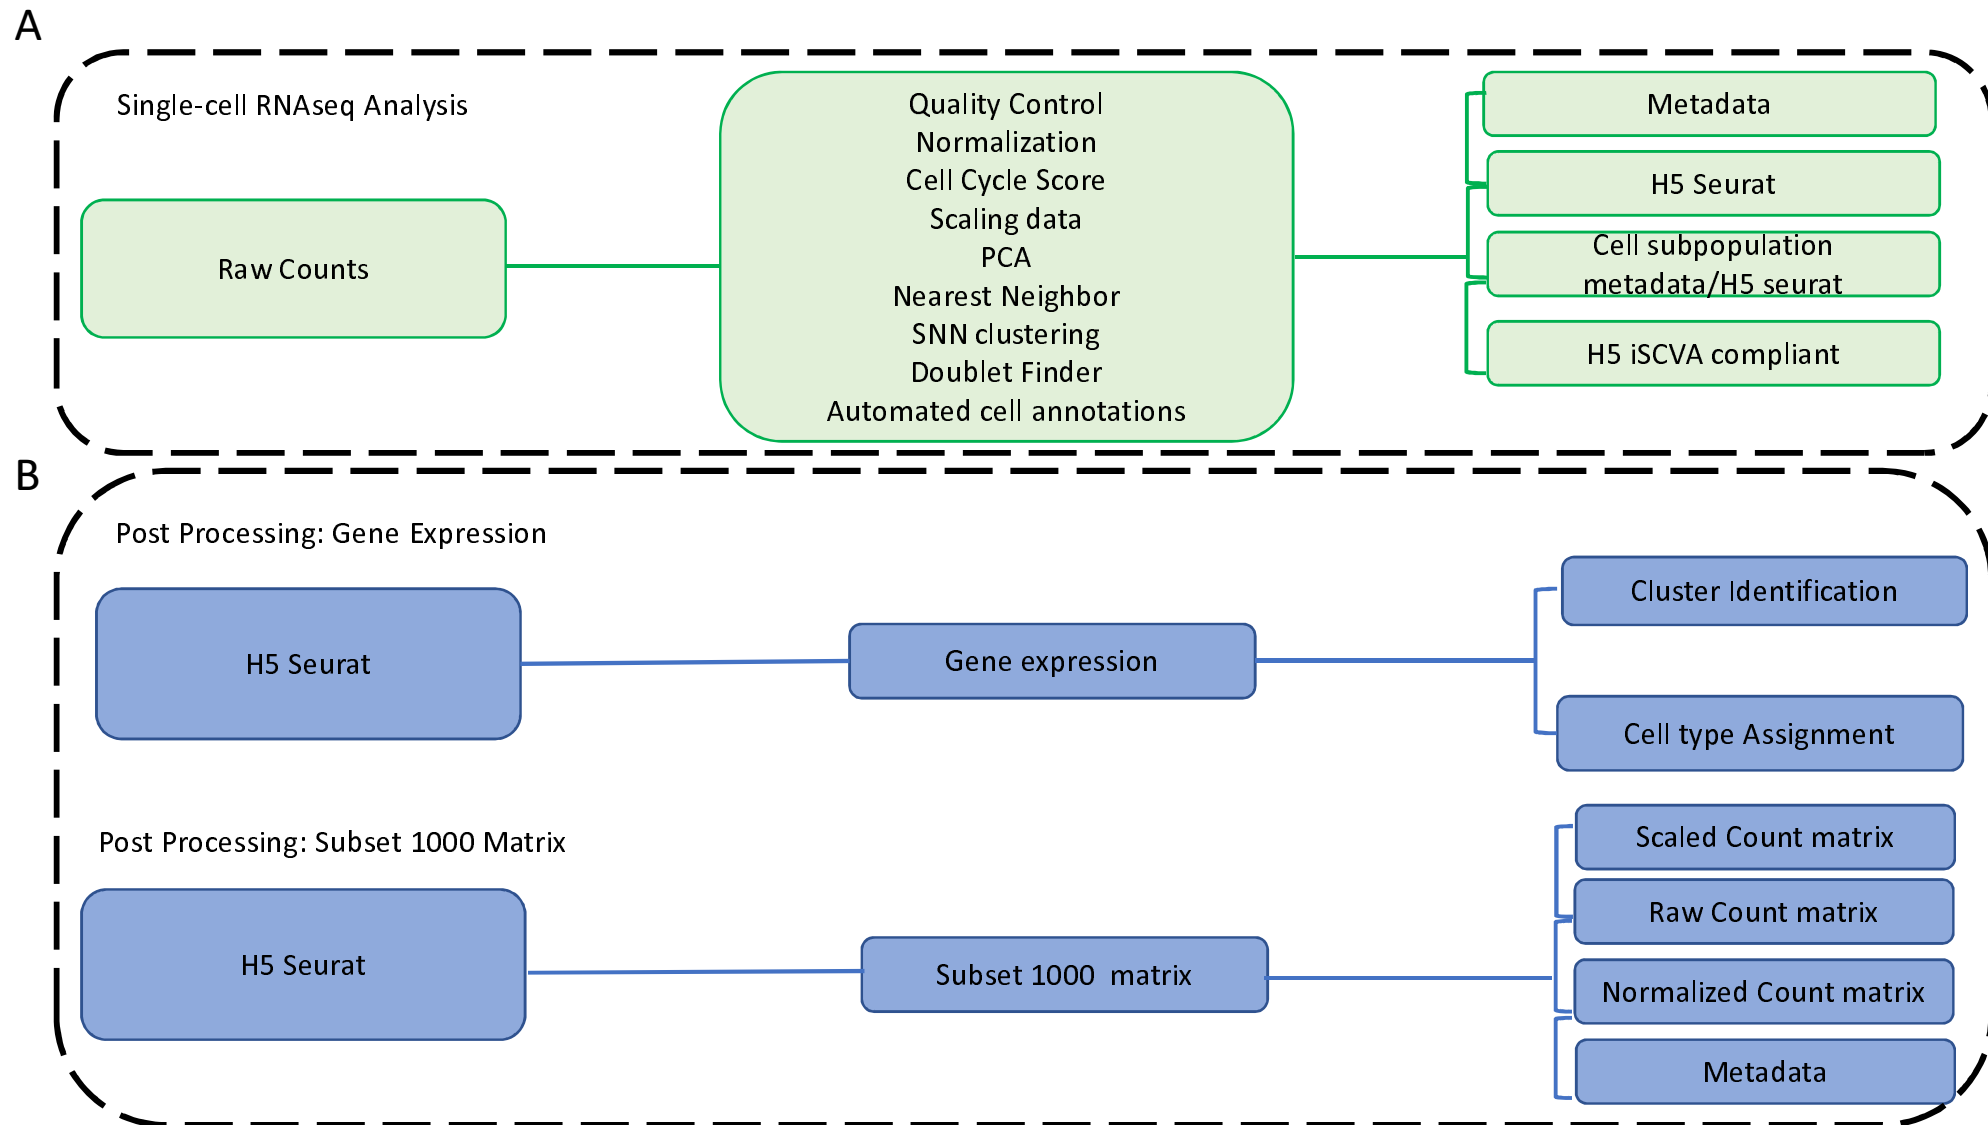 A
Single-cell RNAseq Analysis
Raw Counts
Quality Control
Normalization
Cell Cycle Score
Scaling data
PCA
Nearest Neighbor
SNN clustering
Doublet Finder
Automated cell annotations
Metadata
H5 Seurat
Cell subpopulation
metadata/H5 seurat
H5 iSCVA compliant
B
Post Processing: Gene Expression
H5 Seurat
Gene expression
Cluster Identification
Cell type Assignment
Post Processing: Subset 1000 Matrix
H5 Seurat
Subset 1000  matrix
Scaled Count matrix
Raw Count matrix
Normalized Count matrix
Metadata